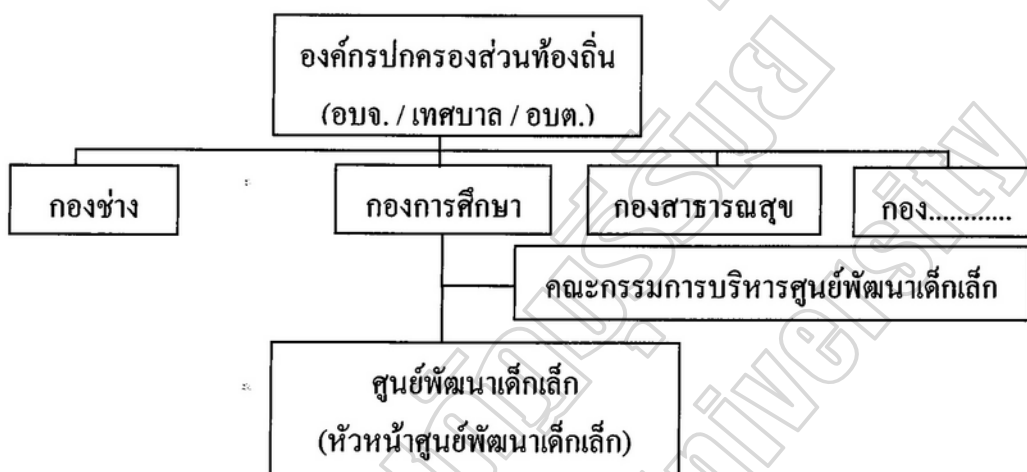 องค์กรปกครองส่วนท้องถิ่น
(อบจ. / เทศบาล / อบต.)
กองช่าง
กองการศึกษา
กองสาธารณสุข
กอง............
คณะกรรมการบริหารศูนย์พัฒนาเด็กเล็ก
ศูนย์พัฒนาเด็กเล็ก
(หัวหน้าศูนย์พัฒนาเด็กเล็ก)
University